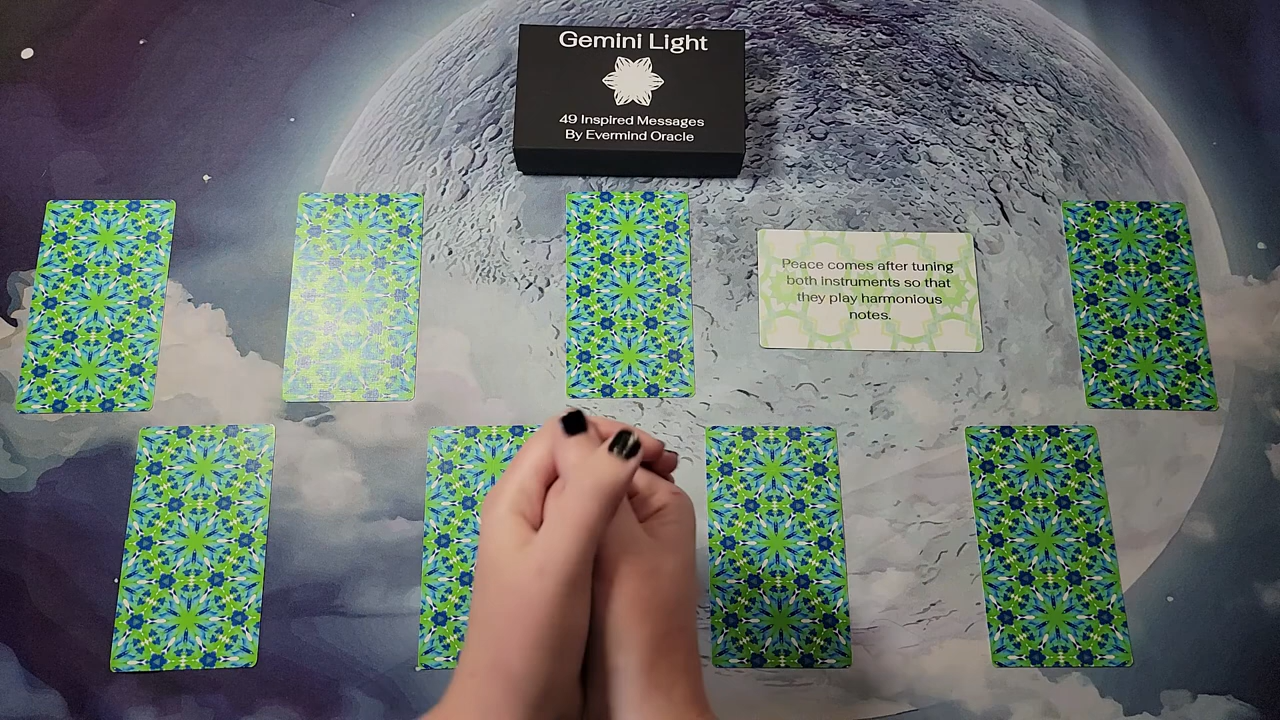 Gemini Light
49 Inspired Messages
By Evermind Oracle
Peace comes after tuning
both instruments so that
they play harmonious
notes.